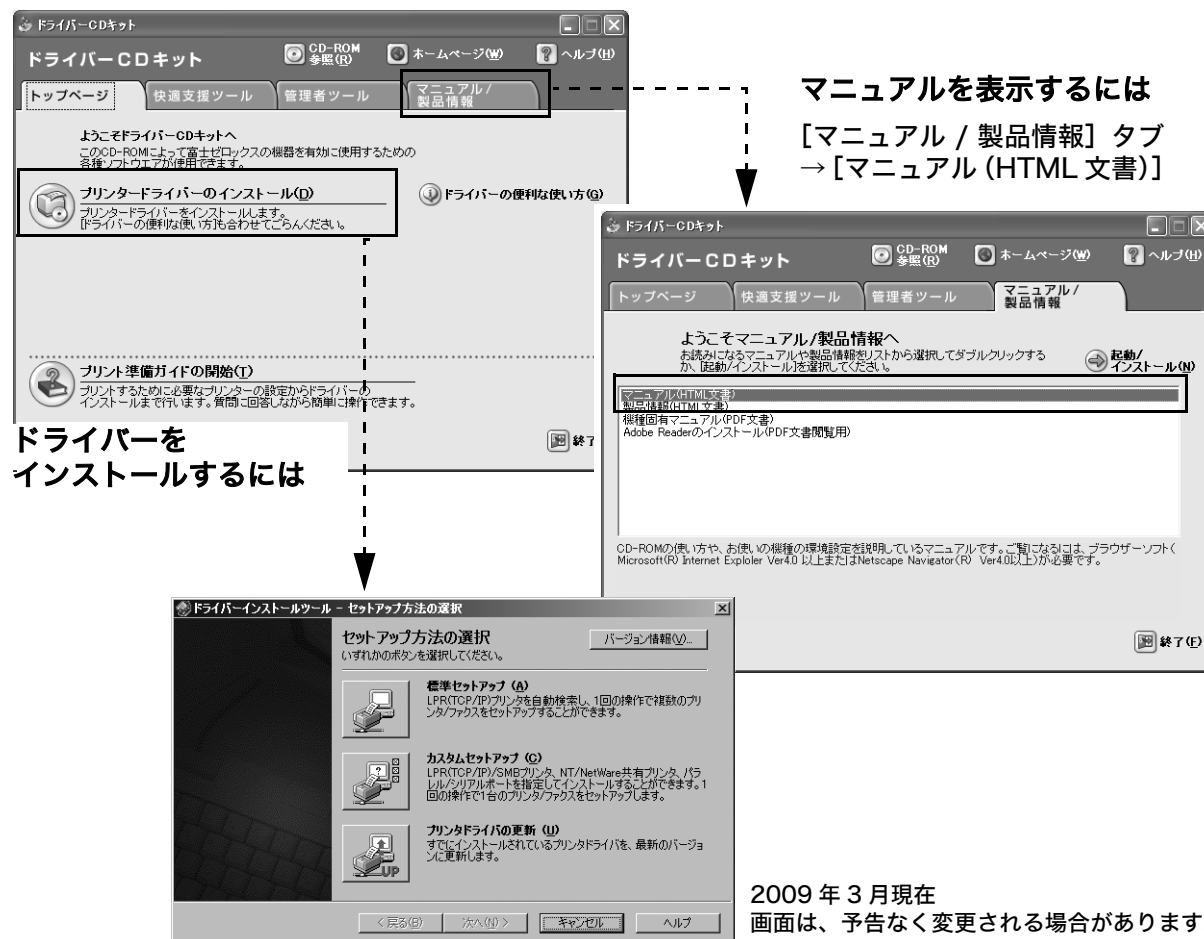 ドライバーCDキット
ドライバーCDキット
CD-ROM
参照(R)
ホームページ(W)
ヘルプ(H)
トップページ
快適支援ツール
管理者ツール
マニュアル /
製品情報
ようこそドライバーCDキットへ
このCD-ROMによって富士ゼロックスの機器を有効に使用するための
各種ソフトウエアが使用できます。
プリンタードライバーのインストール(D)
プリンタードライバーをインストールします。
[ドライバーの便利な使い方]も合わせてごらんください。
ドライバーの便利な使い方(G)
プリント準備ガイドの開始(T)
プリントするために必要なプリンターの設定からドライバーの
インストールまで行います。質問に回答しながら簡単に操作できます。
終了
ドライバーを
インストールするには
マニュアルを表示するには
［マニュアル / 製品情報］タブ
→［マニュアル（HTML 文書）］
ドライバーCDキット
ドライバーCDキット
CD-ROM
参照(R)
ホームページ(W)
ヘルプ(H)
トップページ
快適支援ツール
管理者ツール
マニュアル /
製品情報
ようこそマニュアル/製品情報へ
お読みになるマニュアルや製品情報をリストから選択してダブルクリックする
か、[起動/インストール]を選択してください。
起動/
インストール(N)
マニュアル(HTML文書)
製品情報(HTML文書)
機種固有マニュアル(PDF文書)
Adobe Readerのインストール(PDF文書閲覧用)
CD-ROMの使い方や、お使いの機種の環境設定を説明しているマニュアルです。ご覧になるには、ブラウザーソフト(
Microsoft(R) Internet Exploler Ver4.0 以上またはNetscape Navigator(R) Ver4.0以上)が必要です。
終了(F)
ドライバーインストールツール - セットアップ方法の選択
セットアップ方法の選択
いずれかのボタンを選択してください。
バージョン情報(V)...
標準セットアップ (A)
LPR(TCP/IP)プリンタを自動検索し、1回の操作で複数のプリ
ンタ/ファクスをセットアップすることができます。
カスタムセットアップ (C)
LPR(TCP/IP)/SMBプリンタ、NT/NetWare共有プリンタ、パラ
レル/シリアルポートを指定してインストールすることができます。1
回の操作で1台のプリンタ/ファクスをセットアップします。
プリンタドライバの更新 (U)
すでにインストールされているプリンタドライバを、最新のバージョ
ンに更新します。
UP
< 戻る(B)
次へ(N) >
キャンセル
ヘルプ
2009 年 3 月現在
画面は、予告なく変更される場合があります